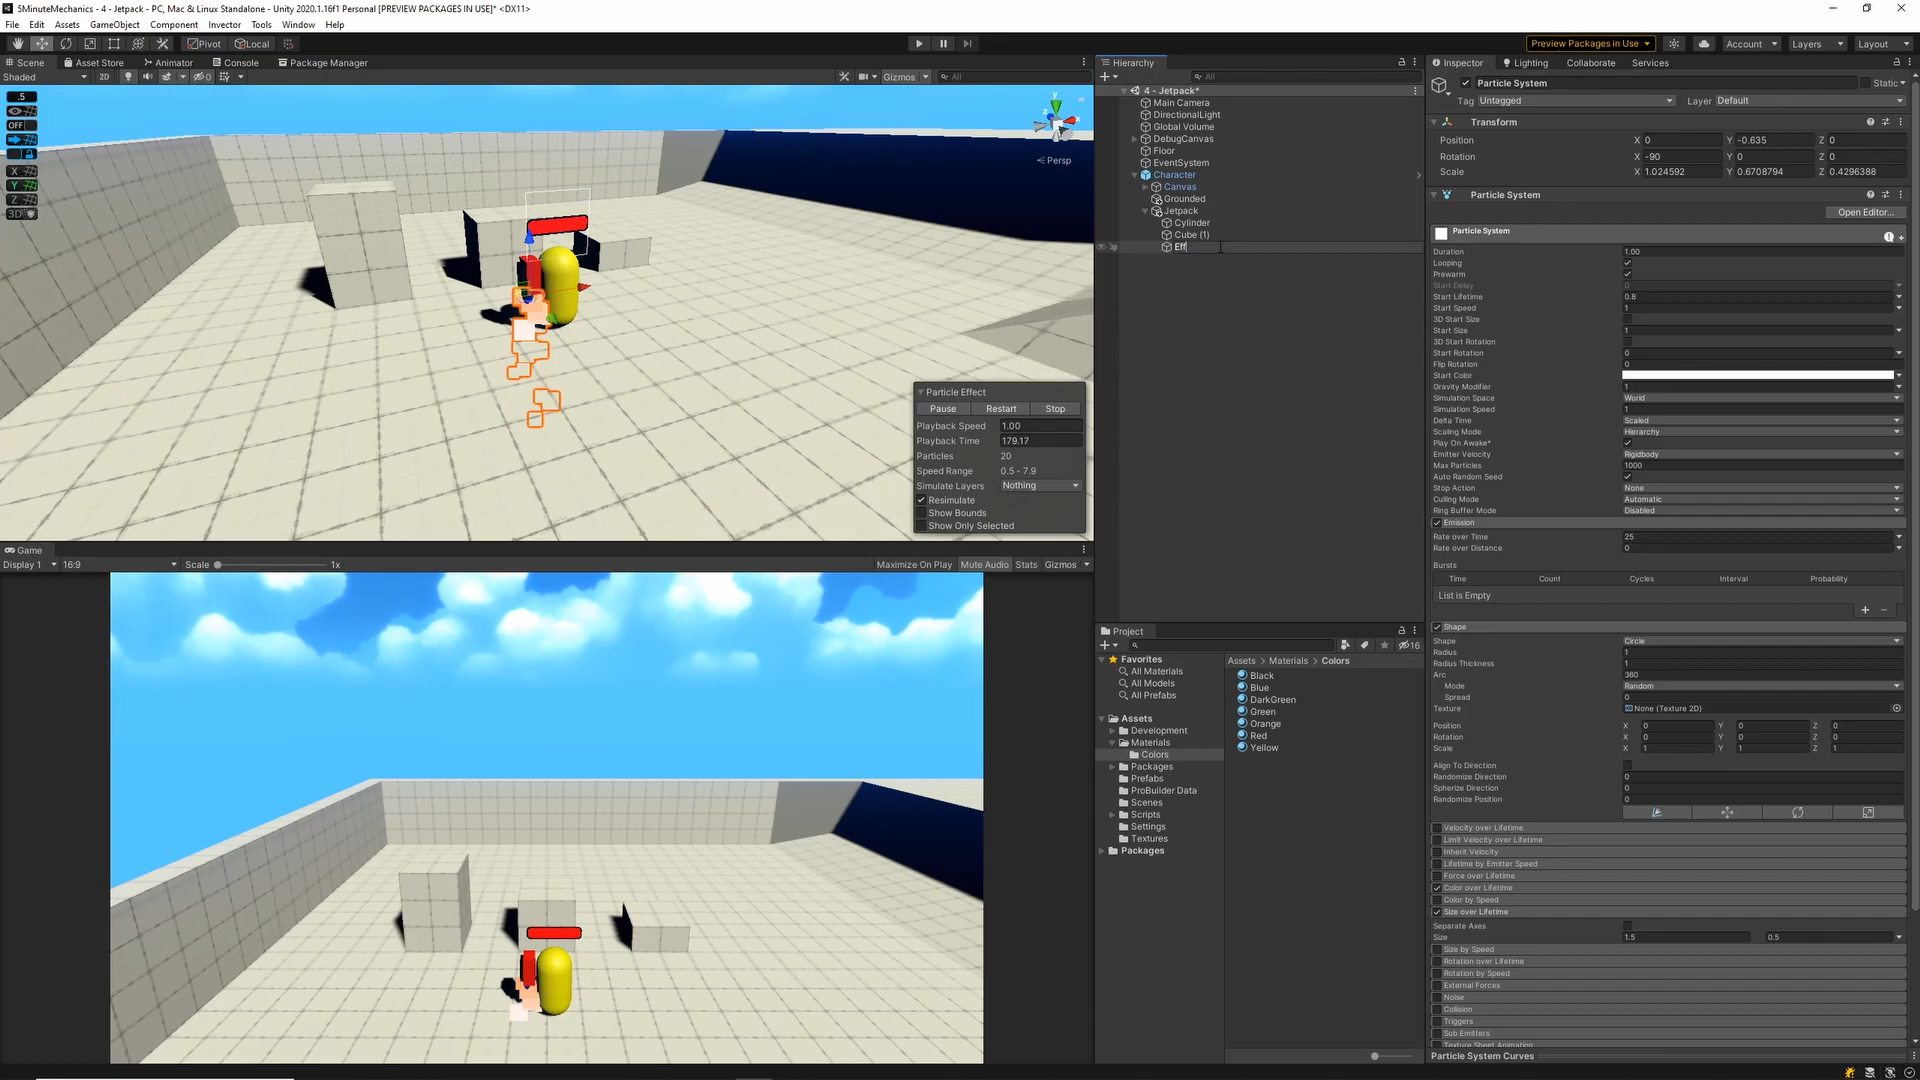 5MinuteMechanics - 4 - Jetpack - PC, Mac & Linux Standalone - Unity 2020.1.16f1 Personal [PREVIEW PACKAGES IN USE]* <DX11>
File Edit Assets GameObject Component Invector Tools Window Help
Pivot Local
Preview Packages in Use Account Layers Layout
Scene Asset Store Animator Console Package Manager
Shaded 2D 0 Gizmos All
.5
OFF
X
Y
Z
3D
y
x
z
< Persp
Particle Effect
Pause Restart Stop
Playback Speed 1.00
Playback Time 179.17
Particles 20
Speed Range 0.5 - 7.9
Simulate Layers Nothing
Resimulate
Show Bounds
Show Only Selected
Game
Display 1 16:9 Scale 1x Maximize On Play Mute Audio Stats Gizmos
Hierarchy
All
4 - Jetpack*
Main Camera
DirectionalLight
Global Volume
DebugCanvas
Floor
EventSystem
Character
Canvas
Grounded
Jetpack
Cylinder
Cube (1)
Eff
Project
16
Favorites
All Materials
All Models
All Prefabs
Assets
Development
Materials
Colors
Packages
Prefabs
ProBuilder Data
Scenes
Scripts
Settings
Textures
Packages
Assets > Materials > Colors
Black
Blue
DarkGreen
Green
Orange
Red
Yellow
Inspector Lighting Collaborate Services
Particle System Static
Tag Untagged Layer Default
Transform
Position X 0 Y -0.635 Z 0
Rotation X -90 Y 0 Z 0
Scale X 1.024592 Y 0.6708794 Z 0.4296388
Particle System
Open Editor...
Particle System
Duration 1.00
Looping
Prewarm
Start Delay 0
Start Lifetime 0.8
Start Speed 1
3D Start Size
Start Size 1
3D Start Rotation
Start Rotation 0
Flip Rotation 0
Start Color
Gravity Modifier 1
Simulation Space World
Simulation Speed 1
Delta Time Scaled
Scaling Mode Hierarchy
Play On Awake*
Emitter Velocity Rigidbody
Max Particles 1000
Auto Random Seed
Stop Action None
Culling Mode Automatic
Ring Buffer Mode Disabled
Emission
Rate over Time 25
Rate over Distance 0
Bursts
Time Count Cycles Interval Probability
List is Empty
Shape
Shape Circle
Radius 1
Radius Thickness 1
Arc 360
Mode Random
Spread 0
Texture None (Texture 2D)
Position X 0 Y 0 Z 0
Rotation X 0 Y 0 Z 0
Scale X 1 Y 1 Z 1
Align To Direction
Randomize Direction 0
Spherize Direction 0
Randomize Position 0
Velocity over Lifetime
Limit Velocity over Lifetime
Inherit Velocity
Lifetime by Emitter Speed
Force over Lifetime
Color over Lifetime
Color by Speed
Size over Lifetime
Separate Axes
Size 1.5 0.5
Size by Speed
Rotation over Lifetime
Rotation by Speed
External Forces
Noise
Collision
Triggers
Sub Emitters
Texture Sheet Animation
Particle System Curves